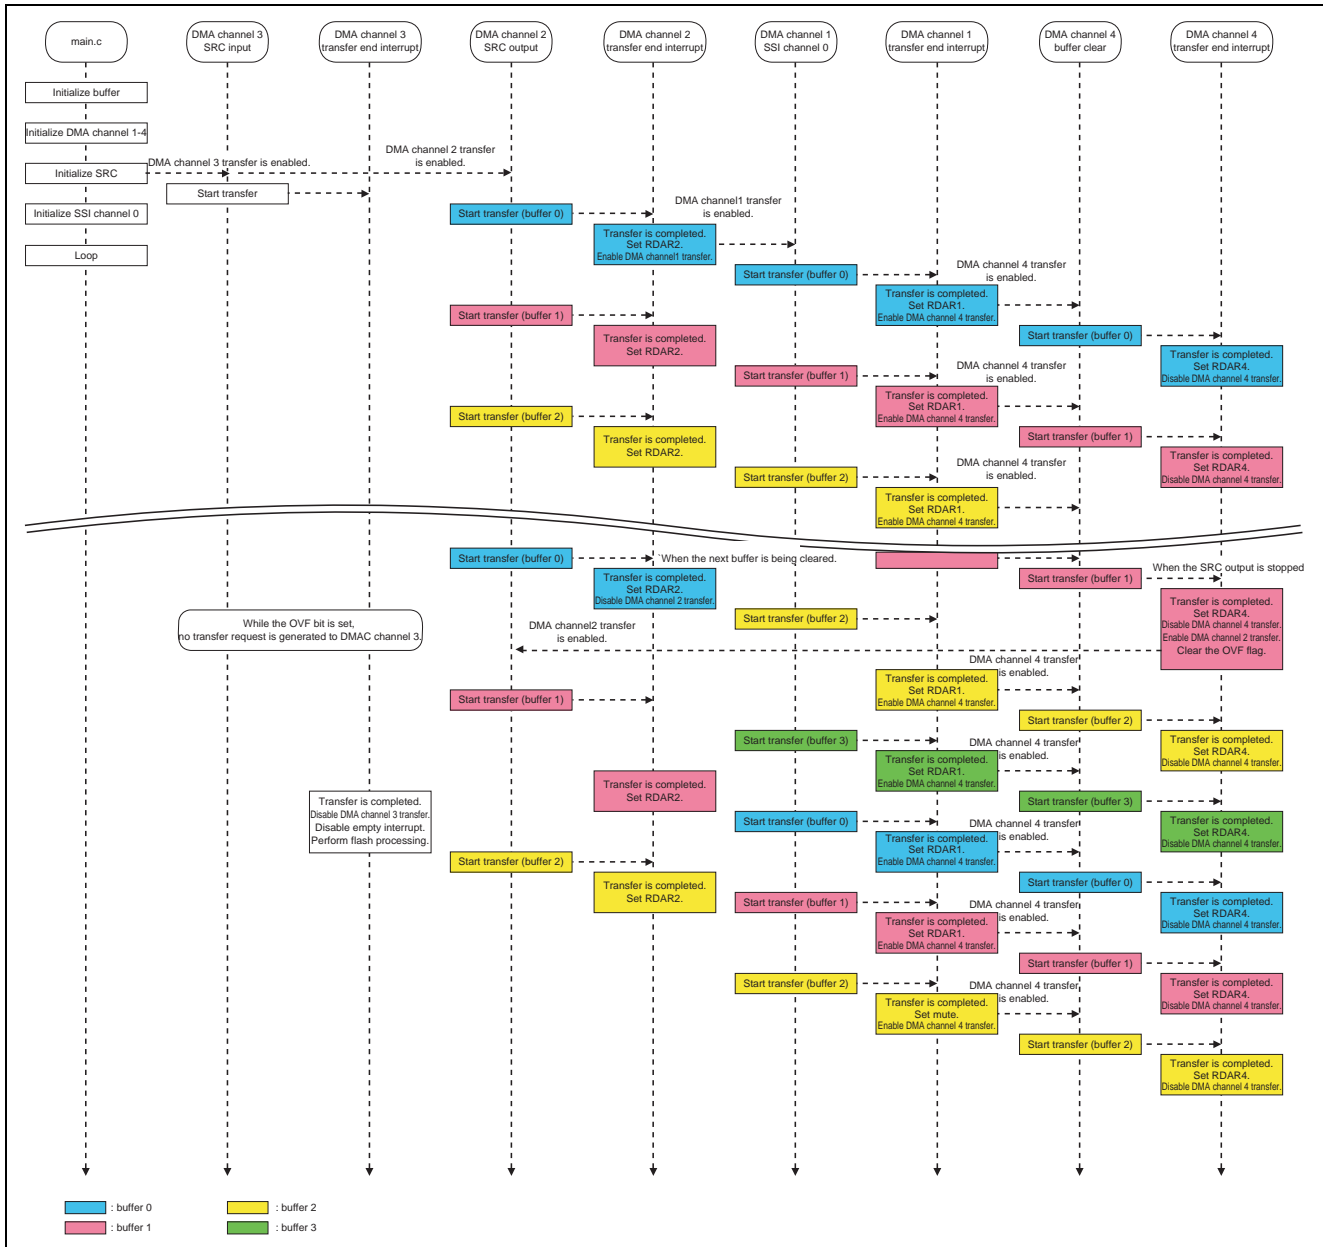 main.c
DMA channel 3
SRC input
DMA channel 3
transfer end interrupt
DMA channel 2
SRC output
DMA channel 2
transfer end interrupt
DMA channel 1
SSI channel 0
DMA channel 1
transfer end interrupt
DMA channel 4
buffer clear
DMA channel 4
transfer end interrupt
Initialize buffer
Initialize DMA channel 1-4
Initialize SRC
DMA channel 3 transfer is enabled.
DMA channel 2 transfer
is enabled.
Start transfer
Initialize SSI channel 0
Start transfer (buffer 0)
DMA channel1 transfer
is enabled.
Loop
Transfer is completed.
Set RDAR2.
Enable DMA channel1 transfer.
Start transfer (buffer 0)
DMA channel 4 transfer
is enabled.
Transfer is completed.
Set RDAR1.
Enable DMA channel 4 transfer.
Start transfer (buffer 1)
Start transfer (buffer 0)
Transfer is completed.
Set RDAR2.
Transfer is completed.
Set RDAR4.
Disable DMA channel 4 transfer.
Start transfer (buffer 1)
DMA channel 4 transfer
is enabled.
Transfer is completed.
Set RDAR1.
Enable DMA channel 4 transfer.
Start transfer (buffer 2)
Start transfer (buffer 1)
Transfer is completed.
Set RDAR2.
Transfer is completed.
Set RDAR4.
Disable DMA channel 4 transfer.
Start transfer (buffer 2)
DMA channel 4 transfer
is enabled.
Transfer is completed.
Set RDAR1.
Enable DMA channel 4 transfer.
Start transfer (buffer 0)
`When the next buffer is being cleared.
When the SRC output is stopped
Transfer is completed.
Set RDAR2.
Disable DMA channel 2 transfer.
Start transfer (buffer 1)
Transfer is completed.
Set RDAR4.
Disable DMA channel 4 transfer.
Enable DMA channel 2 transfer.
Clear the OVF flag.
While the OVF bit is set,
no transfer request is generated to DMAC channel 3.
Start transfer (buffer 2)
DMA channel2 transfer
is enabled.
DMA channel 4 transfer
is enabled.
Transfer is completed.
Set RDAR1.
Enable DMA channel 4 transfer.
Start transfer (buffer 1)
Start transfer (buffer 2)
Start transfer (buffer 3)
DMA channel 4 transfer
is enabled.
Transfer is completed.
Set RDAR4.
Disable DMA channel 4 transfer.
Transfer is completed.
Set RDAR1.
Enable DMA channel 4 transfer.
Transfer is completed.
Set RDAR2.
Transfer is completed.
Disable DMA channel 3 transfer.
Disable empty interrupt.
Perform flash processing.
Start transfer (buffer 3)
Start transfer (buffer 0)
DMA channel 4 transfer
is enabled.
Transfer is completed.
Set RDAR4.
Disable DMA channel 4 transfer.
Transfer is completed.
Set RDAR1.
Enable DMA channel 4 transfer.
Start transfer (buffer 2)
Start transfer (buffer 0)
Transfer is completed.
Set RDAR2.
Start transfer (buffer 1)
DMA channel 4 transfer
is enabled.
Transfer is completed.
Set RDAR4.
Disable DMA channel 4 transfer.
Transfer is completed.
Set RDAR1.
Enable DMA channel 4 transfer.
Start transfer (buffer 1)
Start transfer (buffer 2)
DMA channel 4 transfer
is enabled.
Transfer is completed.
Set RDAR4.
Disable DMA channel 4 transfer.
Transfer is completed.
Set mute.
Enable DMA channel 4 transfer.
Start transfer (buffer 2)
Transfer is completed.
Set RDAR4.
Disable DMA channel 4 transfer.
: buffer 0
: buffer 2
: buffer 1
: buffer 3